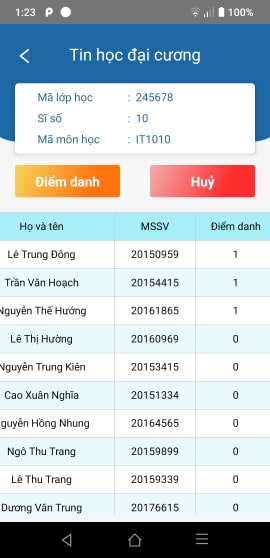 1:23 100%
Tin học đại cương
Mã lớp học : 245678
Sĩ số : 10
Mã môn học : IT1010
Điểm danh Huỷ
Họ và tên MSSV Điểm danh
Lê Trung Đông 20150959 1
Trần Văn Hoạch 20154415 1
Nguyễn Thế Hướng 20161865 1
Lê Thị Hường 20160969 0
Nguyễn Trung Kiên 20153415 0
Cao Xuân Nghĩa 20151334 0
guyễn Hồng Nhung 20164565 0
Ngô Thu Trang 20159899 0
Lê Thu Trang 20159339 0
Dương Văn Trung 20176615 0